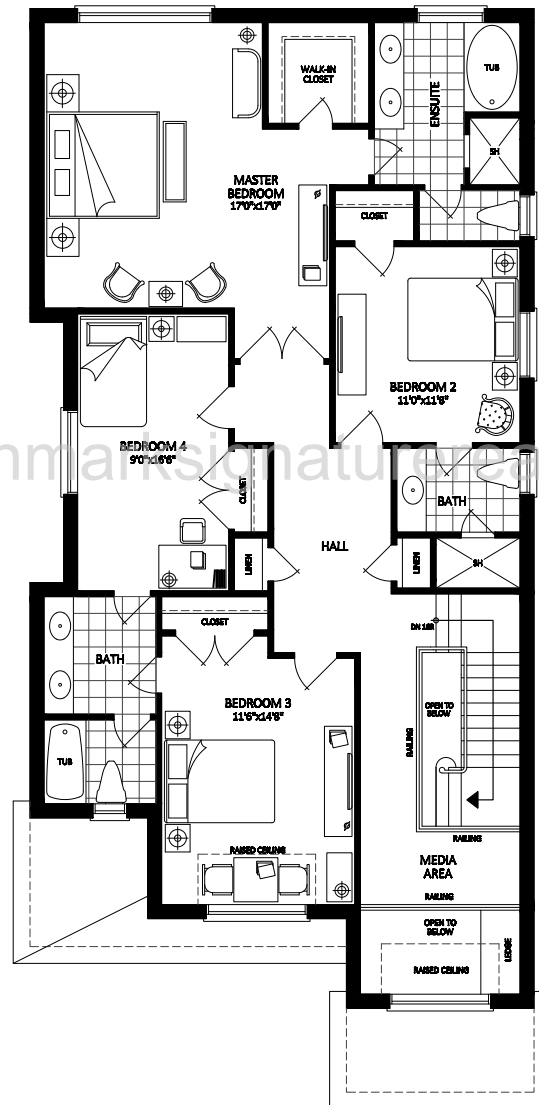 WALK-IN
CLOSET
ENSUITE
TUB
SH
MASTER
BEDROOM
17'0"x17'0"
CLOSET
BEDROOM 2
11'0"x11'8"
BEDROOM 4
9'0"x16'6"
nmarksignaturerea
CLOSET
BATH
HALL
LINEN
LINEN
SH
CLOSET
DN 16R
BATH
BEDROOM 3
11'6"x14'8"
OPEN TO
BELOW
RAILING
TUB
RAILING
RAISED CEILING
MEDIA
AREA
RAILING
OPEN TO
BELOW
LEDGE
RAISED CEILING